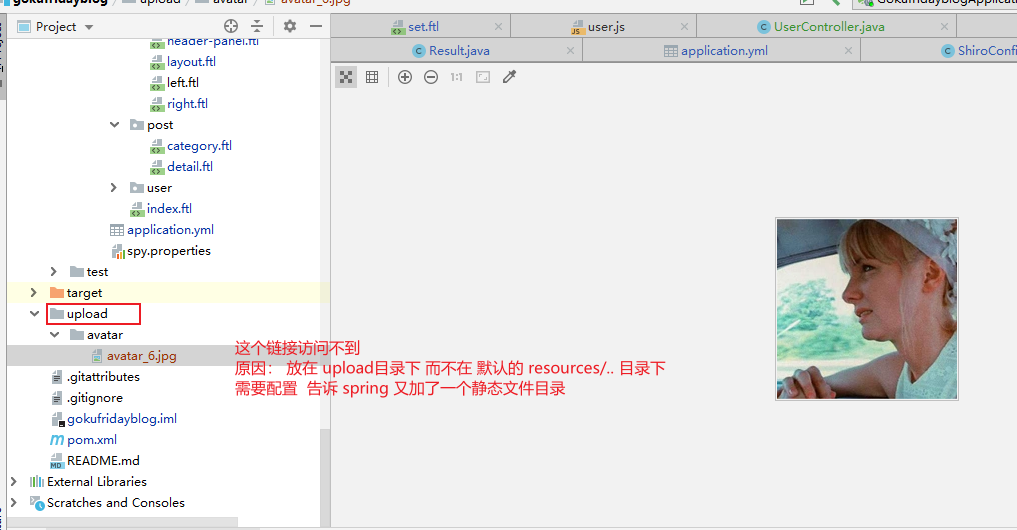 gokufridayblog upload avatar avatar_6.jpg
Project
set.ftl user.js UserController.java
Result.java application.yml ShiroConfi
1:1
header-panel.ftl
layout.ftl
left.ftl
right.ftl
post
category.ftl
detail.ftl
user
index.ftl
application.yml
spy.properties
test
target
upload
avatar
avatar_6.jpg
这个链接访问不到
原因： 放在 upload目录下 而不在 默认的 resources/.. 目录下
需要配置 告诉 spring 又加了一个静态文件目录
.gitattributes
.gitignore
gokufridayblog.iml
pom.xml
README.md
External Libraries
Scratches and Consoles